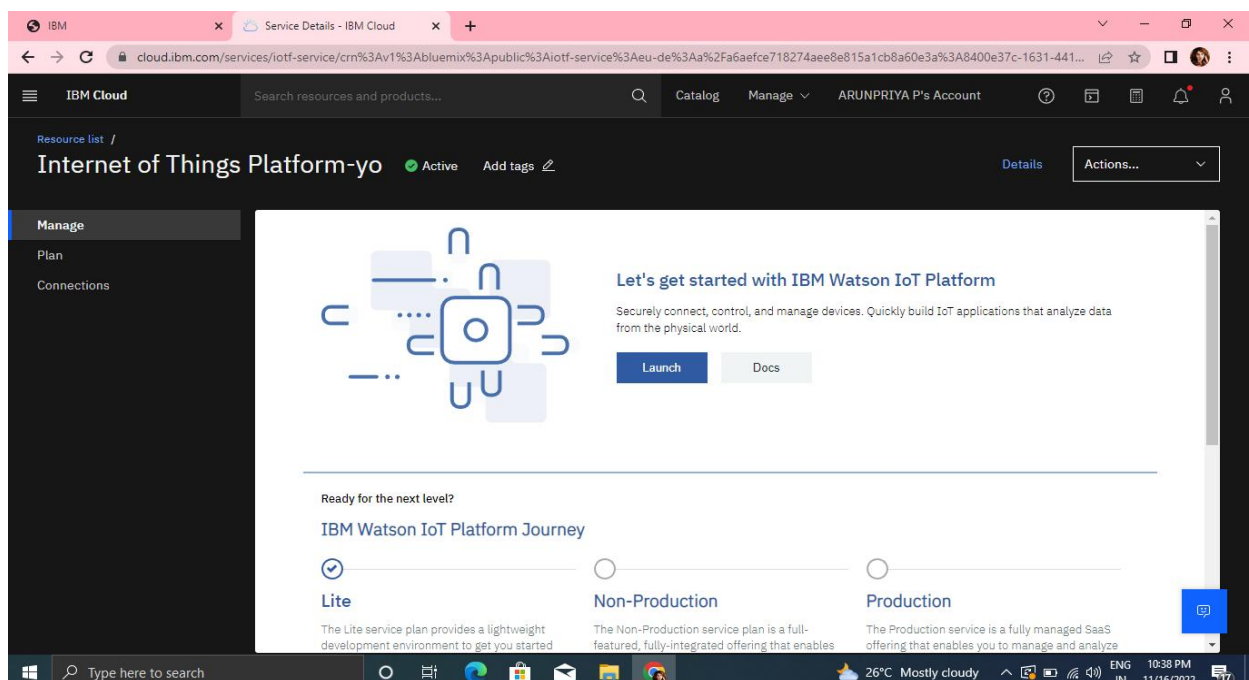 IBM
Service Details - IBM Cloud
cloud.ibm.com/services/iotf-service/crn%3Av1%3Abluemix%3Apublic%3Aiotf-service%3Aeu-de%3Aa%2Fa6aefce718274aee8e815a1cb8a60e3a%3A8400e37c-1631-441...
IBM Cloud
Search resources and products...
Catalog
Manage
ARUNPRIYA P's Account
Resource list /
Internet of Things Platform-yo
Active
Add tags
Details
Actions...
Manage
Plan
Connections
Let's get started with IBM Watson IoT Platform
Securely connect, control, and manage devices. Quickly build IoT applications that analyze data
from the physical world.
Launch
Docs
Ready for the next level?
IBM Watson IoT Platform Journey
Lite
The Lite service plan provides a lightweight
development environment to get you started
Non-Production
The Non-Production service plan is a full-
featured, fully-integrated offering that enables
Production
The Production service is a fully managed SaaS
offering that enables you to manage and analyze
Type here to search
26°C Mostly cloudy
ENG
IN
10:38 PM
11/16/2022
17